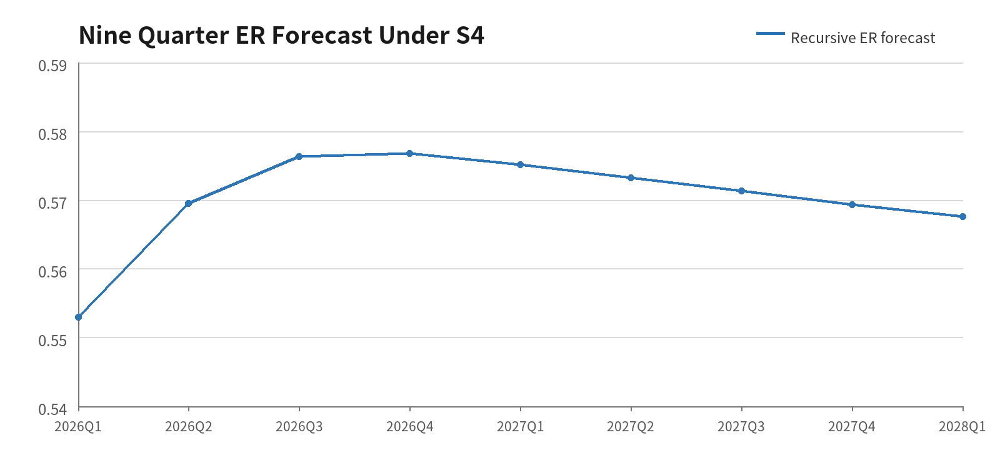 Nine Quarter ER Forecast Under S4
Recursive ER forecast
0.59
0.58
0.57
0.56
0.55
0.54
2026Q1 2026Q2 2026Q3 2026Q4 2027Q1 2027Q2 2027Q3 2027Q4 2028Q1